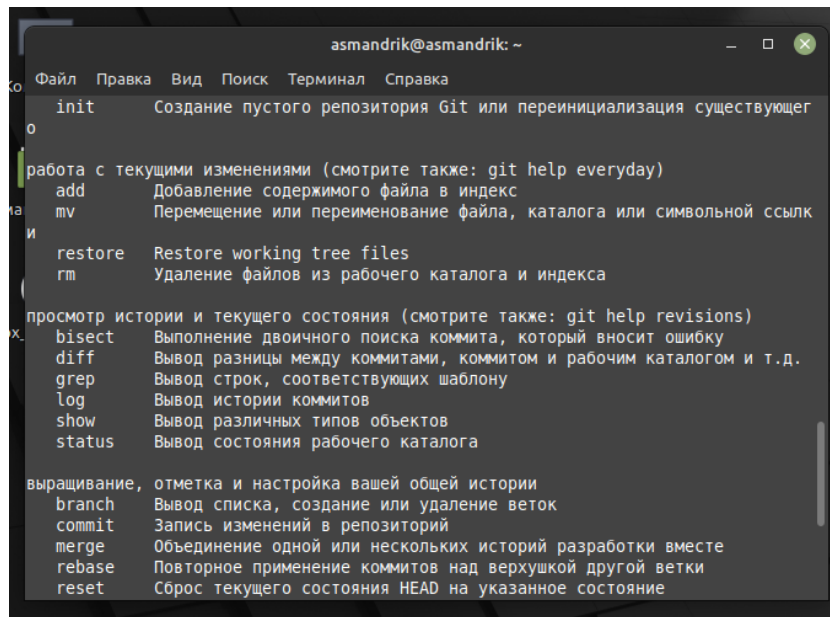 asmandrik@asmandrik: ~
Файл Правка Вид Поиск Терминал Справка
init Создание пустого репозитория Git или переинициализация существующег
о
работа с текущими изменениями (смотрите также: git help everyday)
add Добавление содержимого файла в индекс
mv Перемещение или переименование файла, каталога или символьной ссылк
и
restore Restore working tree files
rm Удаление файлов из рабочего каталога и индекса
просмотр истории и текущего состояния (смотрите также: git help revisions)
bisect Выполнение двоичного поиска коммита, который вносит ошибку
diff Вывод разницы между коммитами, коммитом и рабочим каталогом и т.д.
grep Вывод строк, соответствующих шаблону
log Вывод истории коммитов
show Вывод различных типов объектов
status Вывод состояния рабочего каталога
выращивание, отметка и настройка вашей общей истории
branch Вывод списка, создание или удаление веток
commit Запись изменений в репозиторий
merge Объединение одной или нескольких историй разработки вместе
rebase Повторное применение коммитов над верхушкой другой ветки
reset Сброс текущего состояния HEAD на указанное состояние